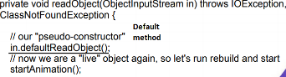 private void readObject(ObjectInputStream in) throws IOException,
ClassNotFoundException {
Default
// our "pseudo-constructor" method
in.defaultReadObject();
// now we are a "live" object again, so let's run rebuild and start
startAnimation();